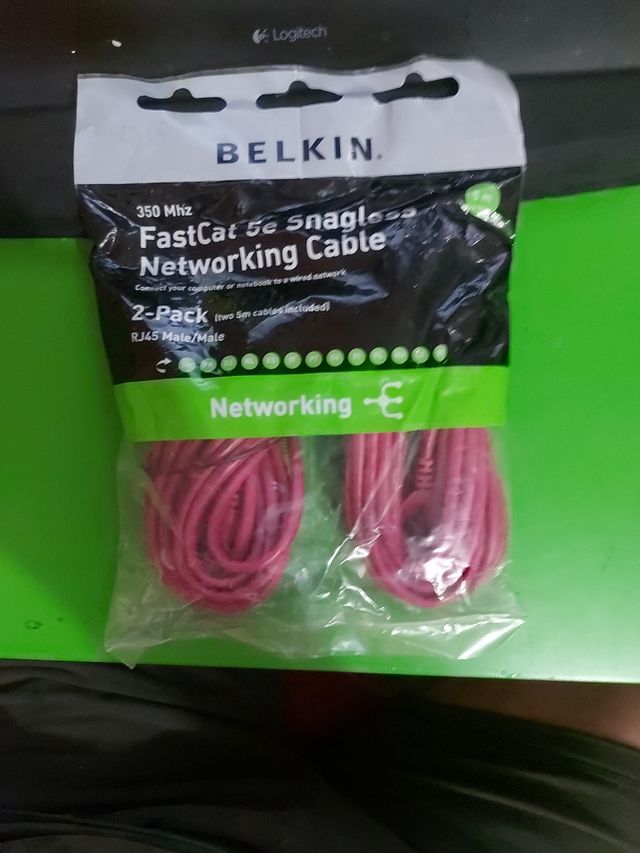 Logitech
BELKIN.
350 Mhz
FastCat 5e Snagless
Networking Cable
Connect your computer or notebook to a wired network
2-Pack (two 5m cables included)
RJ45 Male/Male
Networking